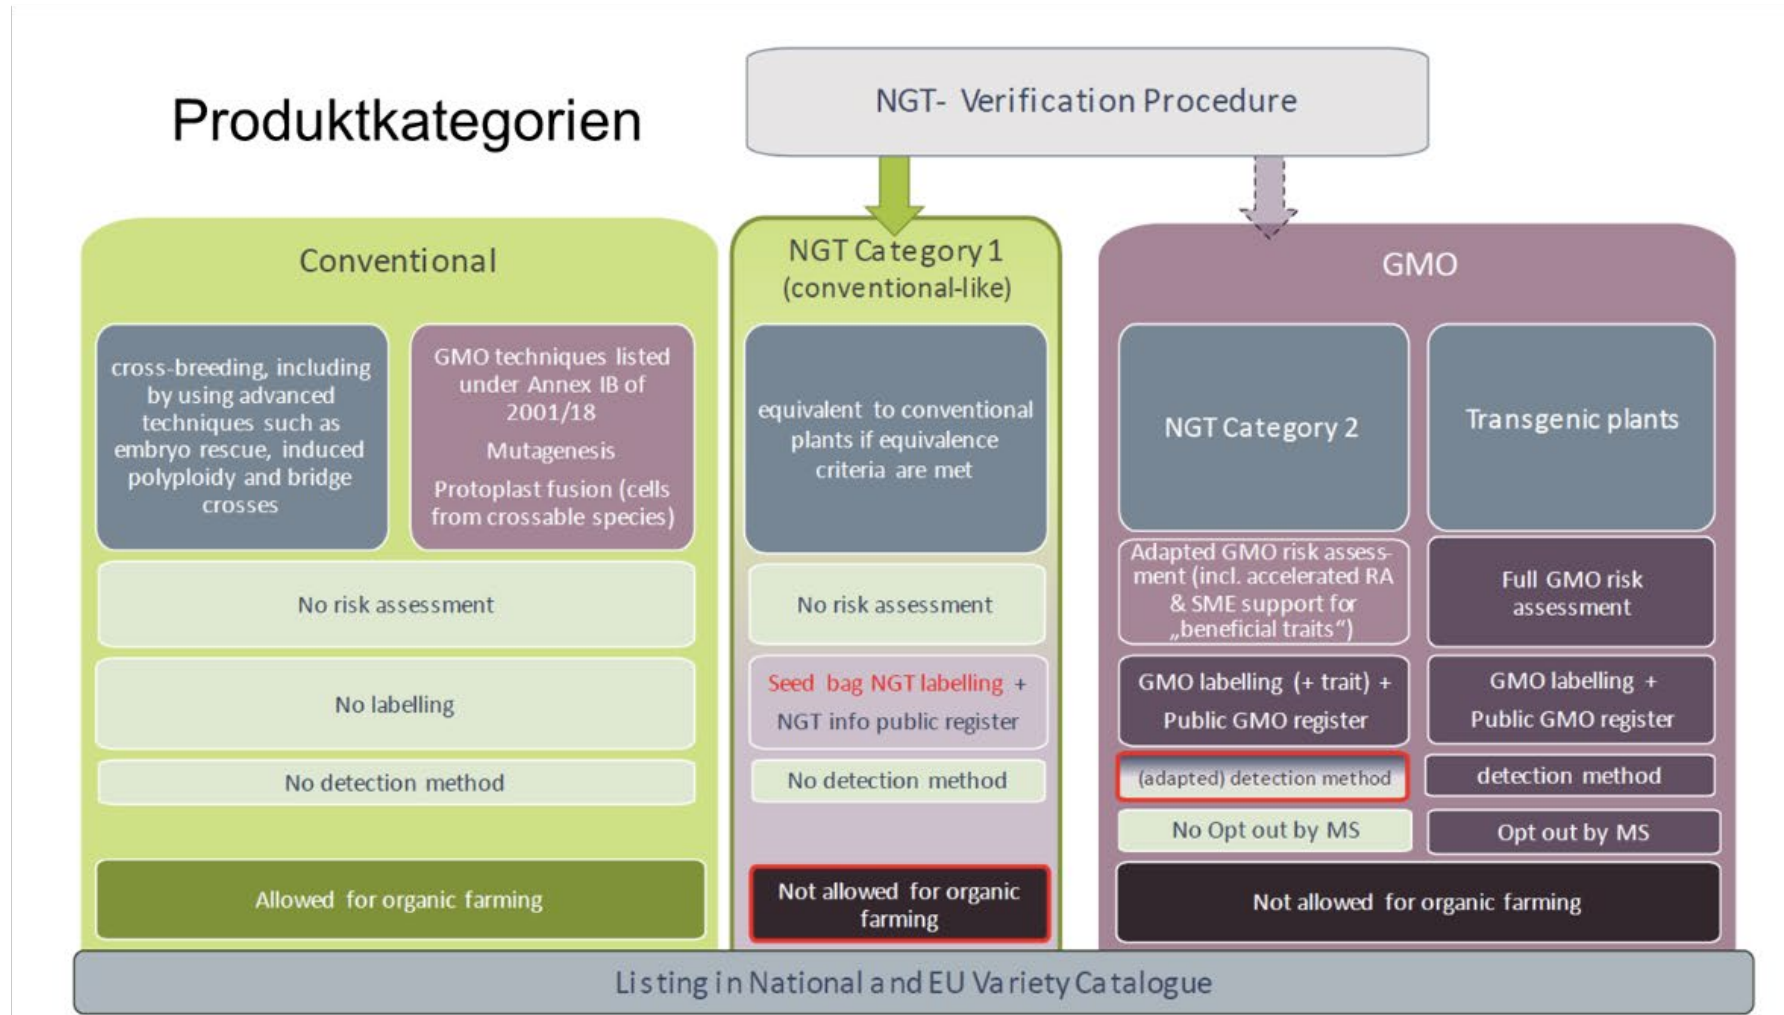 Produktkategorien
NGT- Verification Procedure
Conventional
cross-breeding, including
by using advanced
techniques such as
embryo rescue, induced
polyploidy and bridge
crosses
GMO techniques listed
under Annex IB of
2001/18
Mutagenesis
Protoplast fusion (cells
from crossable species)
No risk assessment
No labelling
No detection method
Allowed for organic farming
NGT Category 1
(conventional-like)
equivalent to conventional
plants if equivalence
criteria are met
No risk assessment
Seed bag NGT labelling +
NGT info public register
No detection method
Not allowed for organic
farming
GMO
NGT Category 2
Adapted GMO risk assess-
ment (incl. accelerated RA
& SME support for
„beneficial traits“)
GMO labelling (+ trait) +
Public GMO register
(adapted) detection method
No Opt out by MS
Transgenic plants
Full GMO risk
assessment
GMO labelling +
Public GMO register
detection method
Opt out by MS
Not allowed for organic farming
Listing in National and EU Variety Catalogue